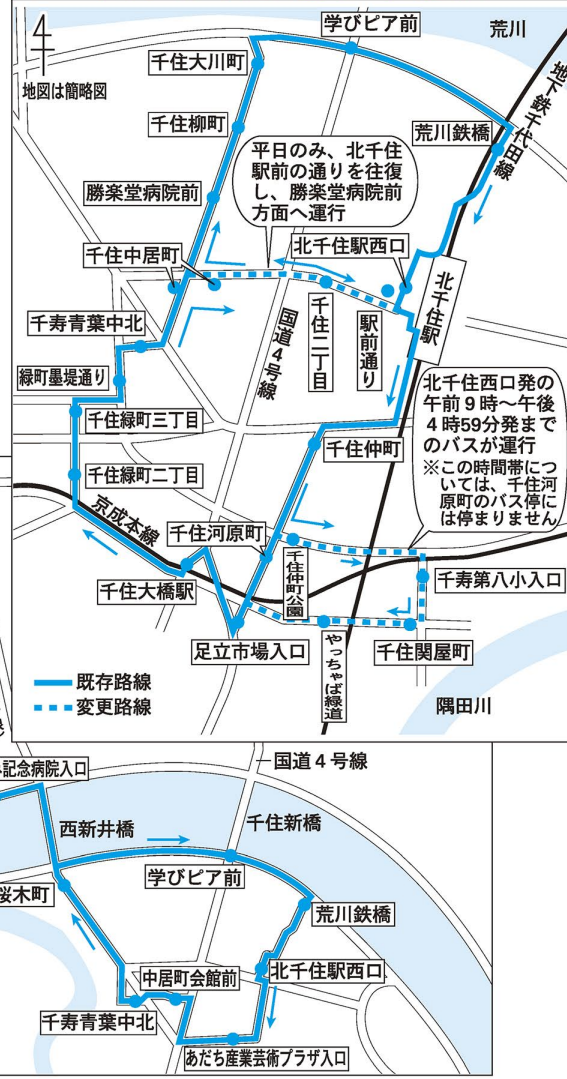 学びピア前
荒川
4
地図は簡略図
千住大川町
地下鉄千代田線
千住柳町
荒川鉄橋
平日のみ、北千住
駅前の通りを往復
し、勝楽堂病院前
方面へ運行
勝楽堂病院前
北千住駅西口
千住中居町
北千住駅
千寿青葉中北
国道4号線
千住二丁目
駅前通り
緑町墨堤通り
北千住西口発の
午前9時～午後
4時59分発まで
のバスが運行
※この時間帯につ
いては、千住河
原町のバス停に
は停まりません
千住緑町三丁目
千住仲町
千住緑町二丁目
京成本線
千住河原町
千住仲町公園
千寿第八小入口
千住大橋駅
足立市場入口
やっちゃば緑道
千住関屋町
既存路線
変更路線
隅田川
記念病院入口
国道4号線
西新井橋
千住新橋
学びピア前
桜木町
荒川鉄橋
中居町会館前
北千住駅西口
千寿青葉中北
あだち産業芸術プラザ入口